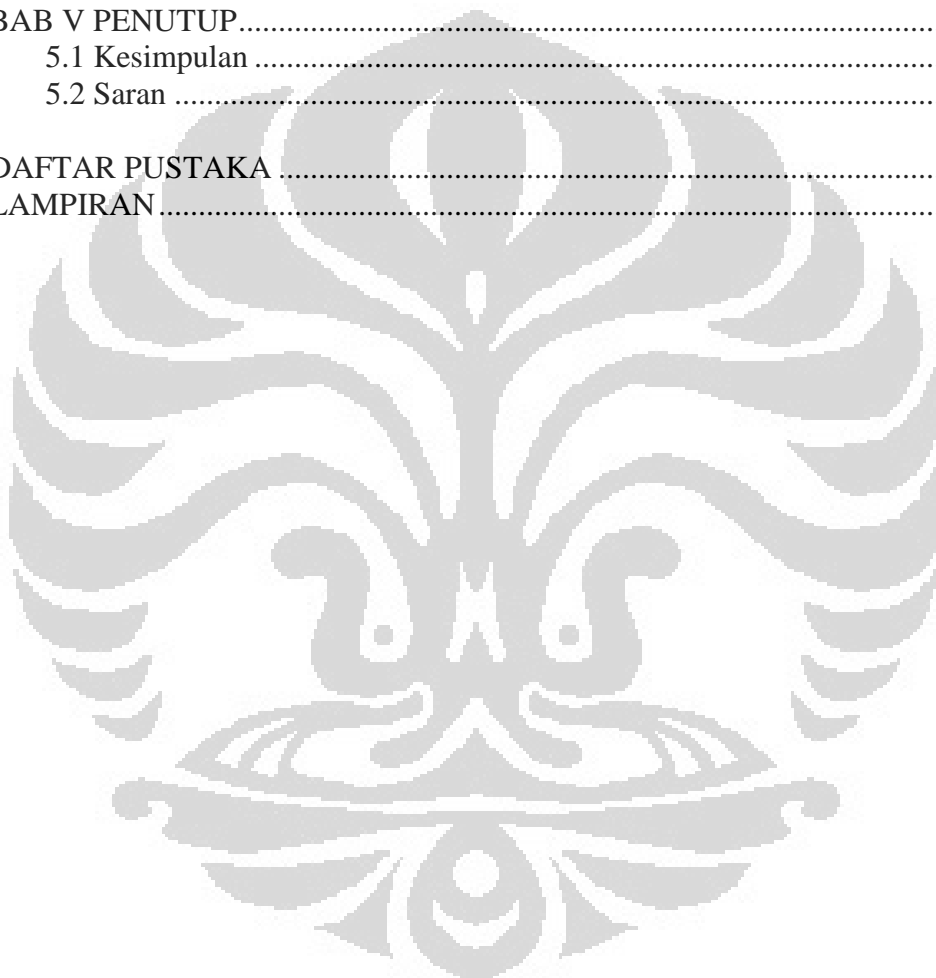 BAB V PENUTUP..........................................................................................
5.1 Kesimpulan ........................................................................................
5.2 Saran ..................................................................................................

DAFTAR PUSTAKA ....................................................................................
LAMPIRAN...................................................................................................